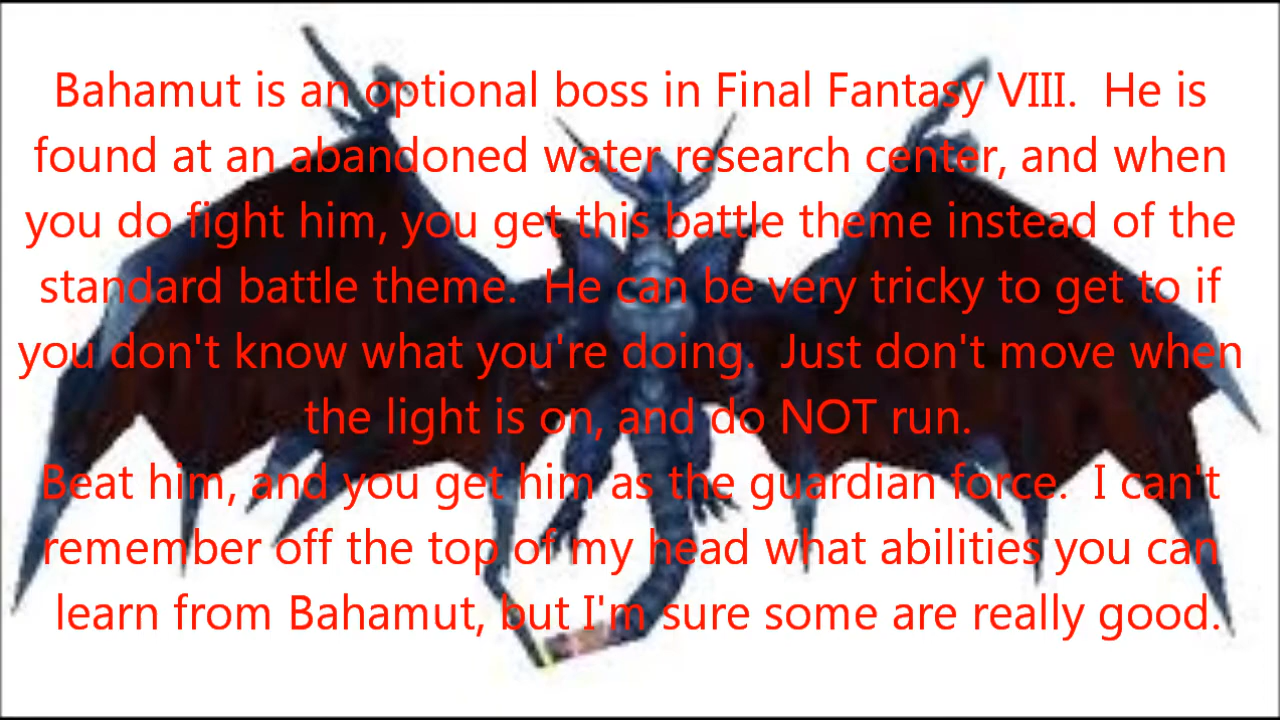 Bahamut is an optional boss in Final Fantasy VIII.  He is
found at an abandoned water research center, and when
you do fight him, you get this battle theme instead of the
standard battle theme.  He can be very tricky to get to if
you don't know what you're doing.  Just don't move when
the light is on, and do NOT run.
Beat him, and you get him as the guardian force.  I can't
remember off the top of my head what abilities you can
learn from Bahamut, but I'm sure some are really good.